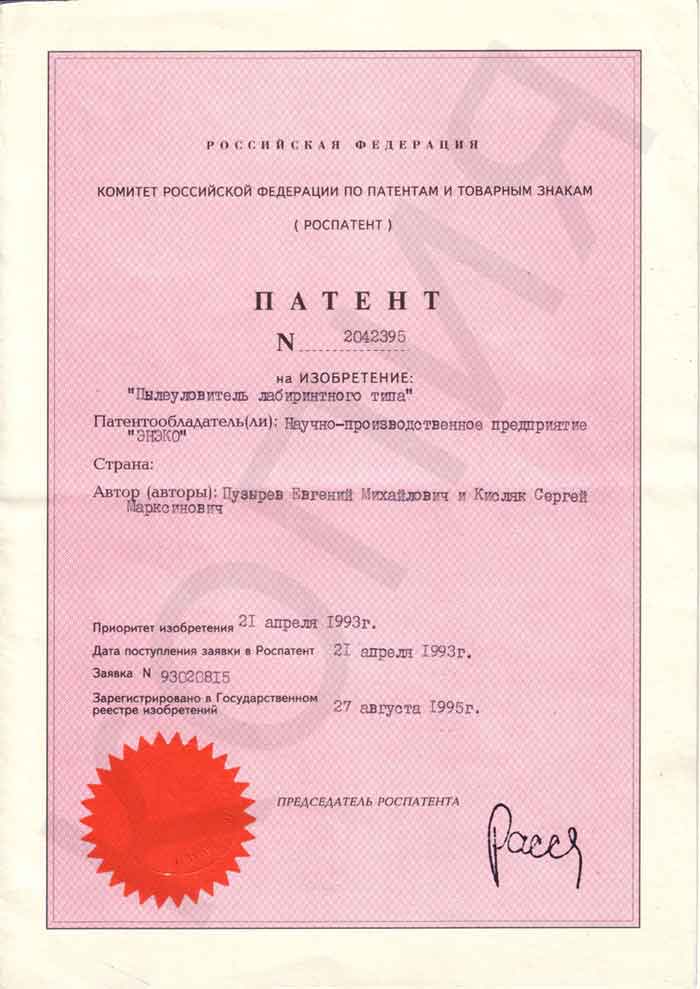 РОССИЙСКАЯ ФЕДЕРАЦИЯ
КОМИТЕТ РОССИЙСКОЙ ФЕДЕРАЦИИ ПО ПАТЕНТАМ И ТОВАРНЫМ ЗНАКАМ
( РОСПАТЕНТ )
ПАТЕНТ
N 2042395
на ИЗОБРЕТЕНИЕ:
"Пылеуловитель лабиринтного типа"
Патентообладатель(ли): Научно-производственное предприятие
"ЭНЭКО"
Страна:
Автор (авторы): Пузырев Евгений Михайлович и Кисляк Сергей
Марксинович
Приоритет изобретения 21 апреля 1993г.
Дата поступления заявки в Роспатент 21 апреля 1993г.
Заявка N 93020815
Зарегистрировано в Государственном
реестре изобретений 27 августа 1995г.
ПРЕДСЕДАТЕЛЬ РОСПАТЕНТА
КОПИЯ